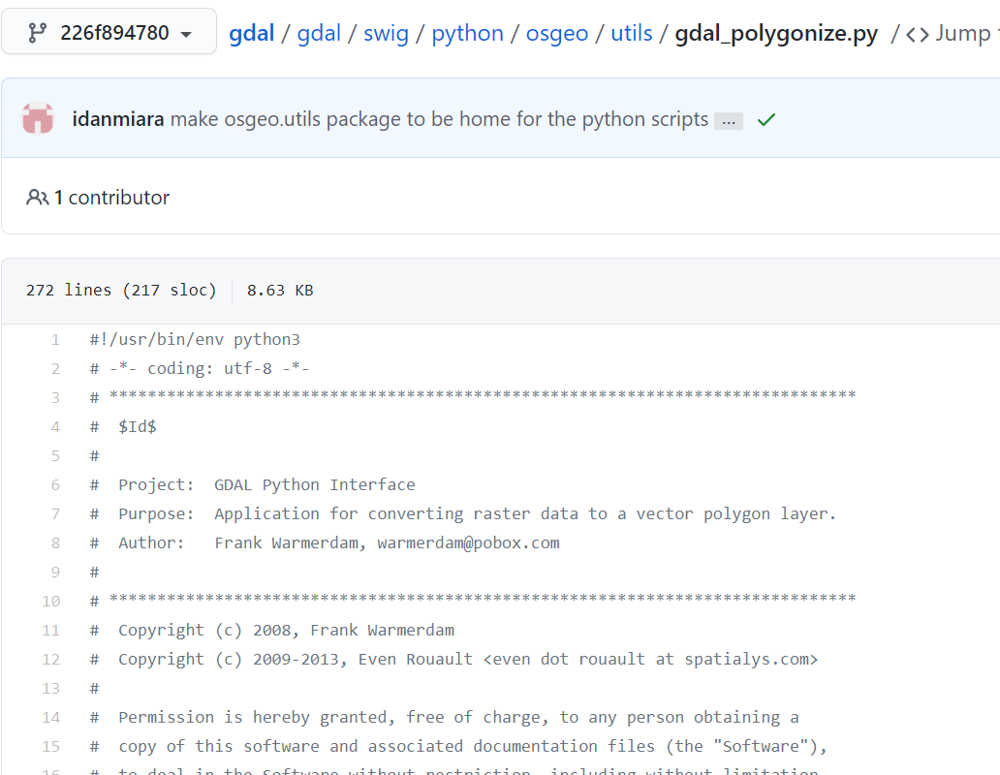 226f894780 gdal / gdal / swig / python / osgeo / utils / gdal_polygonize.py / <> Jump
idanmiara make osgeo.utils package to be home for the python scripts ... ✓
1 contributor
272 lines (217 sloc) 8.63 KB
1 #!/usr/bin/env python3
2 # -*- coding: utf-8 -*-
3 # ******************************************************************************
4 #  $Id$
5 #
6 #  Project:  GDAL Python Interface
7 #  Purpose:  Application for converting raster data to a vector polygon layer.
8 #  Author:   Frank Warmerdam, warmerdam@pobox.com
9 #
10 # ******************************************************************************
11 #  Copyright (c) 2008, Frank Warmerdam
12 #  Copyright (c) 2009-2013, Even Rouault <even dot rouault at spatialys.com>
13 #
14 #  Permission is hereby granted, free of charge, to any person obtaining a
15 #  copy of this software and associated documentation files (the "Software"),
16 #  to deal in the Software without restriction, including without limitation